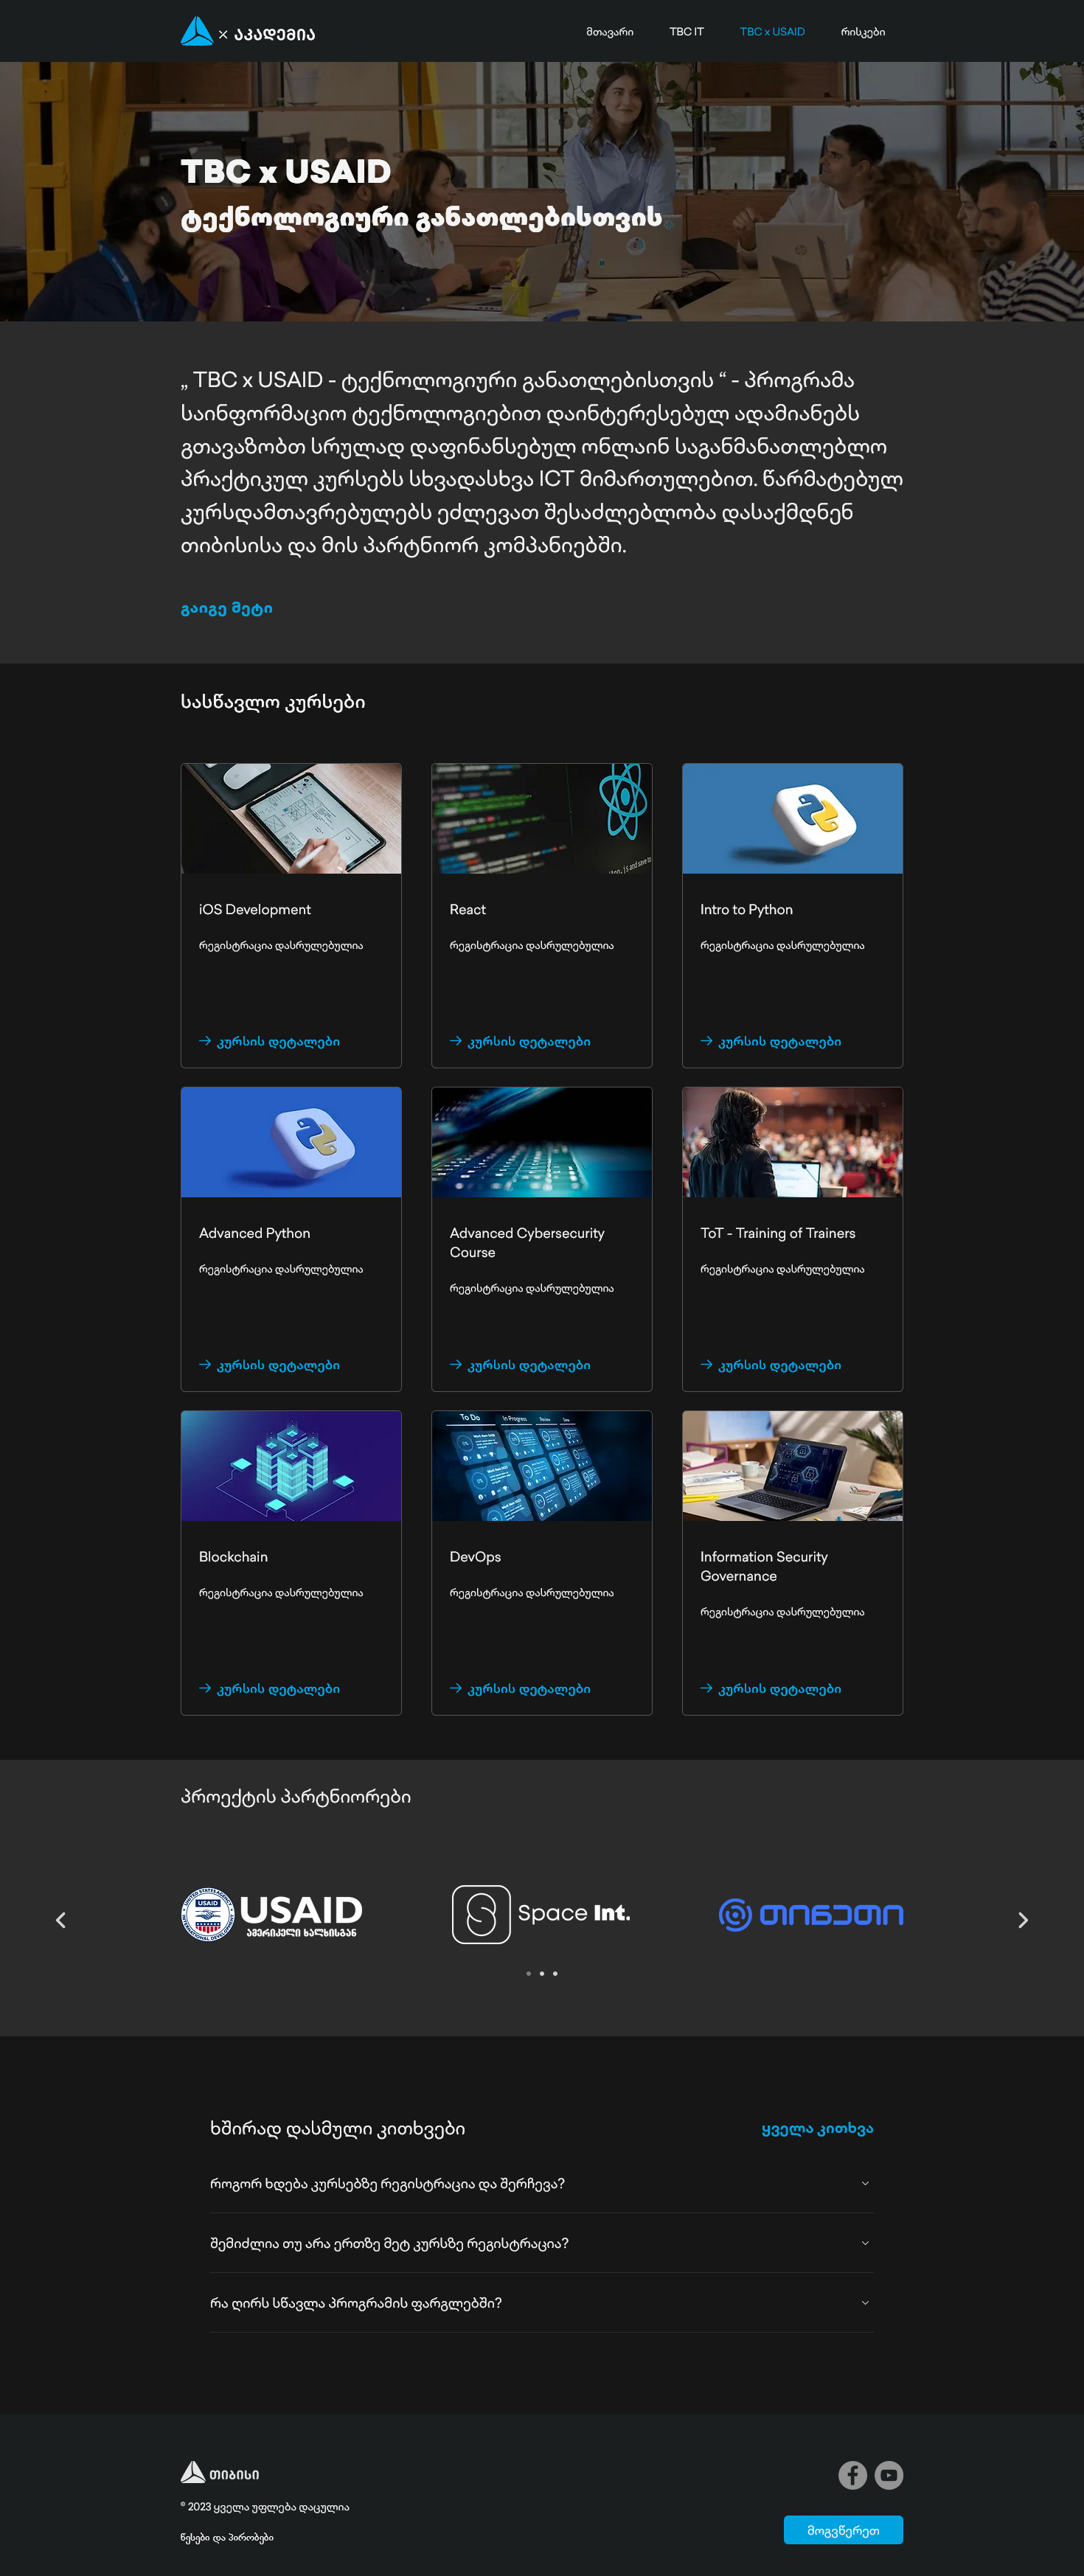 × აკადემია
მთავარი
TBC IT
TBC x USAID
რისკები
TBC x USAID
ტექნოლოგიური განათლებისთვის
„ TBC x USAID - ტექნოლოგიური განათლებისთვის “ - პროგრამა
საინფორმაციო ტექნოლოგიებით დაინტერესებულ ადამიანებს
გთავაზობთ სრულად დაფინანსებულ ონლაინ საგანმანათლებლო
პრაქტიკულ კურსებს სხვადასხვა ICT მიმართულებით. წარმატებულ
კურსდამთავრებულებს ეძლევათ შესაძლებლობა დასაქმდნენ
თიბისისა და მის პარტნიორ კომპანიებში.
გაიგე მეტი
სასწავლო კურსები
iOS Development
რეგისტრაცია დასრულებულია
კურსის დეტალები
React
რეგისტრაცია დასრულებულია
კურსის დეტალები
Intro to Python
რეგისტრაცია დასრულებულია
კურსის დეტალები
Advanced Python
რეგისტრაცია დასრულებულია
კურსის დეტალები
Advanced Cybersecurity
Course
რეგისტრაცია დასრულებულია
კურსის დეტალები
ToT - Training of Trainers
რეგისტრაცია დასრულებულია
კურსის დეტალები
Blockchain
რეგისტრაცია დასრულებულია
კურსის დეტალები
To Do
In Progress
DevOps
რეგისტრაცია დასრულებულია
კურსის დეტალები
Information Security
Governance
რეგისტრაცია დასრულებულია
კურსის დეტალები
პროექტის პარტნიორები
USAID
USAID
ამერიკელი ხალხისგან
Space Int.
თინეთი
ხშირად დასმული კითხვები
ყველა კითხვა
როგორ ხდება კურსებზე რეგისტრაცია და შერჩევა?
შემიძლია თუ არა ერთზე მეტ კურსზე რეგისტრაცია?
რა ღირს სწავლა პროგრამის ფარგლებში?
თიბისი
© 2023 ყველა უფლება დაცულია
წესები და პირობები
მოგვწერეთ